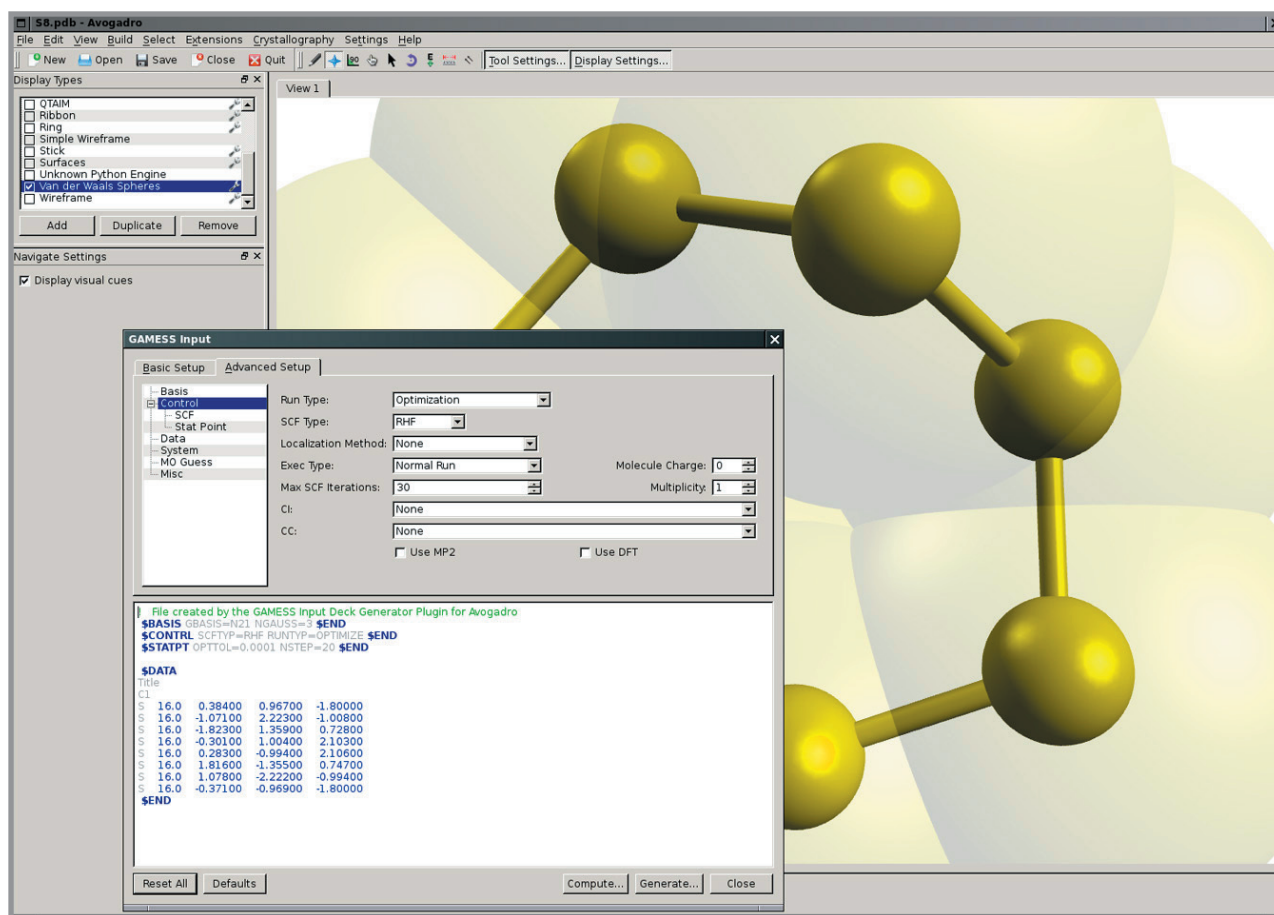 S8.pdb - Avogadro
File Edit View Build Select Extensions Crystallography Settings Help
New Open Save Close Quit Tool Settings... Display Settings...
Display Types
View 1
QTAIM
Ribbon
Ring
Simple Wireframe
Stick
Surfaces
Unknown Python Engine
Van der Waals Spheres
Wireframe
Add Duplicate Remove
Navigate Settings
Display visual cues
GAMESS Input
Basic Setup Advanced Setup
Basis
Control
SCF
Stat Point
Data
System
MO Guess
Misc
Run Type: Optimization
SCF Type: RHF
Localization Method: None
Exec Type: Normal Run Molecule Charge: 0
Max SCF Iterations: 30 Multiplicity: 1
CI: None
CC: None
Use MP2 Use DFT
! File created by the GAMESS Input Deck Generator Plugin for Avogadro
$BASIS GBASIS=N21 NGAUSS=3 $END
$CONTRL SCFTYP=RHF RUNTYP=OPTIMIZE $END
$STATPT OPTTOL=0.0001 NSTEP=20 $END
$DATA
Title
C1
S 16.0 0.38400 0.96700 -1.80000
S 16.0 -1.07100 2.22300 -1.00800
S 16.0 -1.82300 1.35900 0.72800
S 16.0 -0.30100 1.00400 2.10300
S 16.0 0.28300 -0.99400 2.10600
S 16.0 1.81600 -1.35500 0.74700
S 16.0 1.07800 -2.22200 -0.99400
S 16.0 -0.37100 -0.96900 -1.80000
$END
Reset All Defaults Compute... Generate... Close